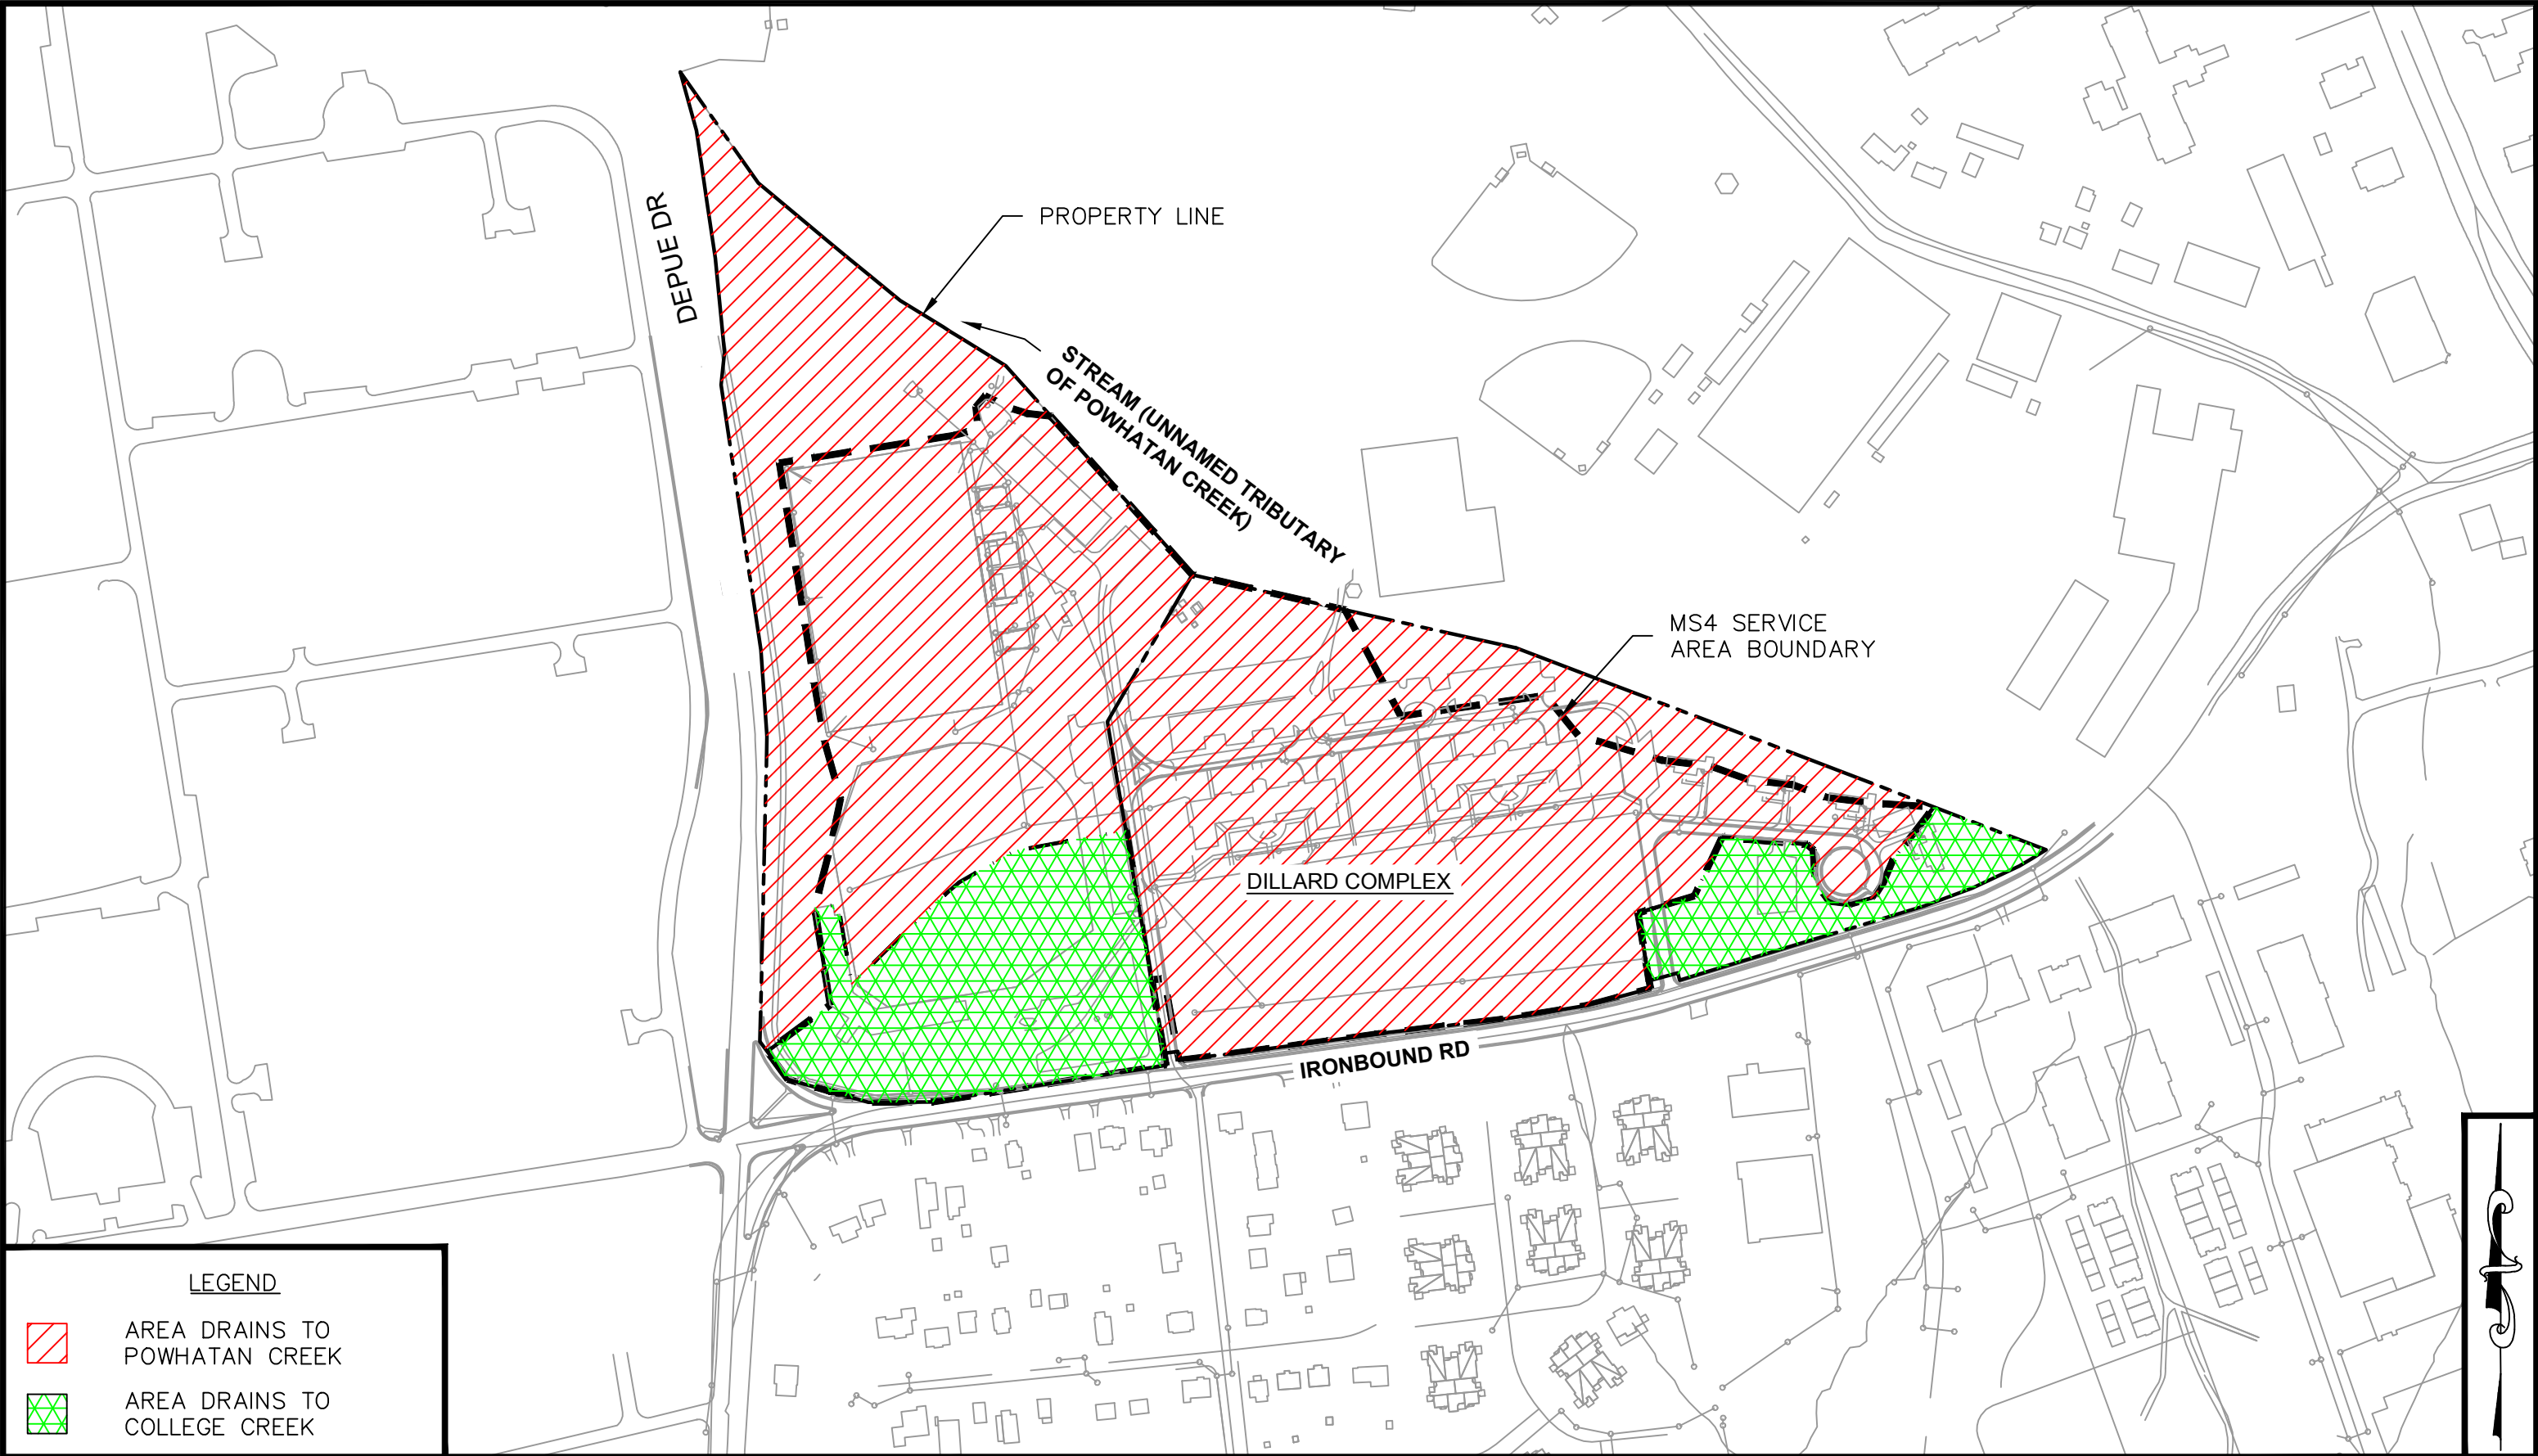 DEPUE DR
PROPERTY LINE
STREAM (UNNAMED TRIBUTARY
OF POWHATAN CREEK)
MS4 SERVICE
AREA BOUNDARY
DILLARD COMPLEX
IRONBOUND RD
LEGEND
AREA DRAINS TO
POWHATAN CREEK
AREA DRAINS TO
COLLEGE CREEK